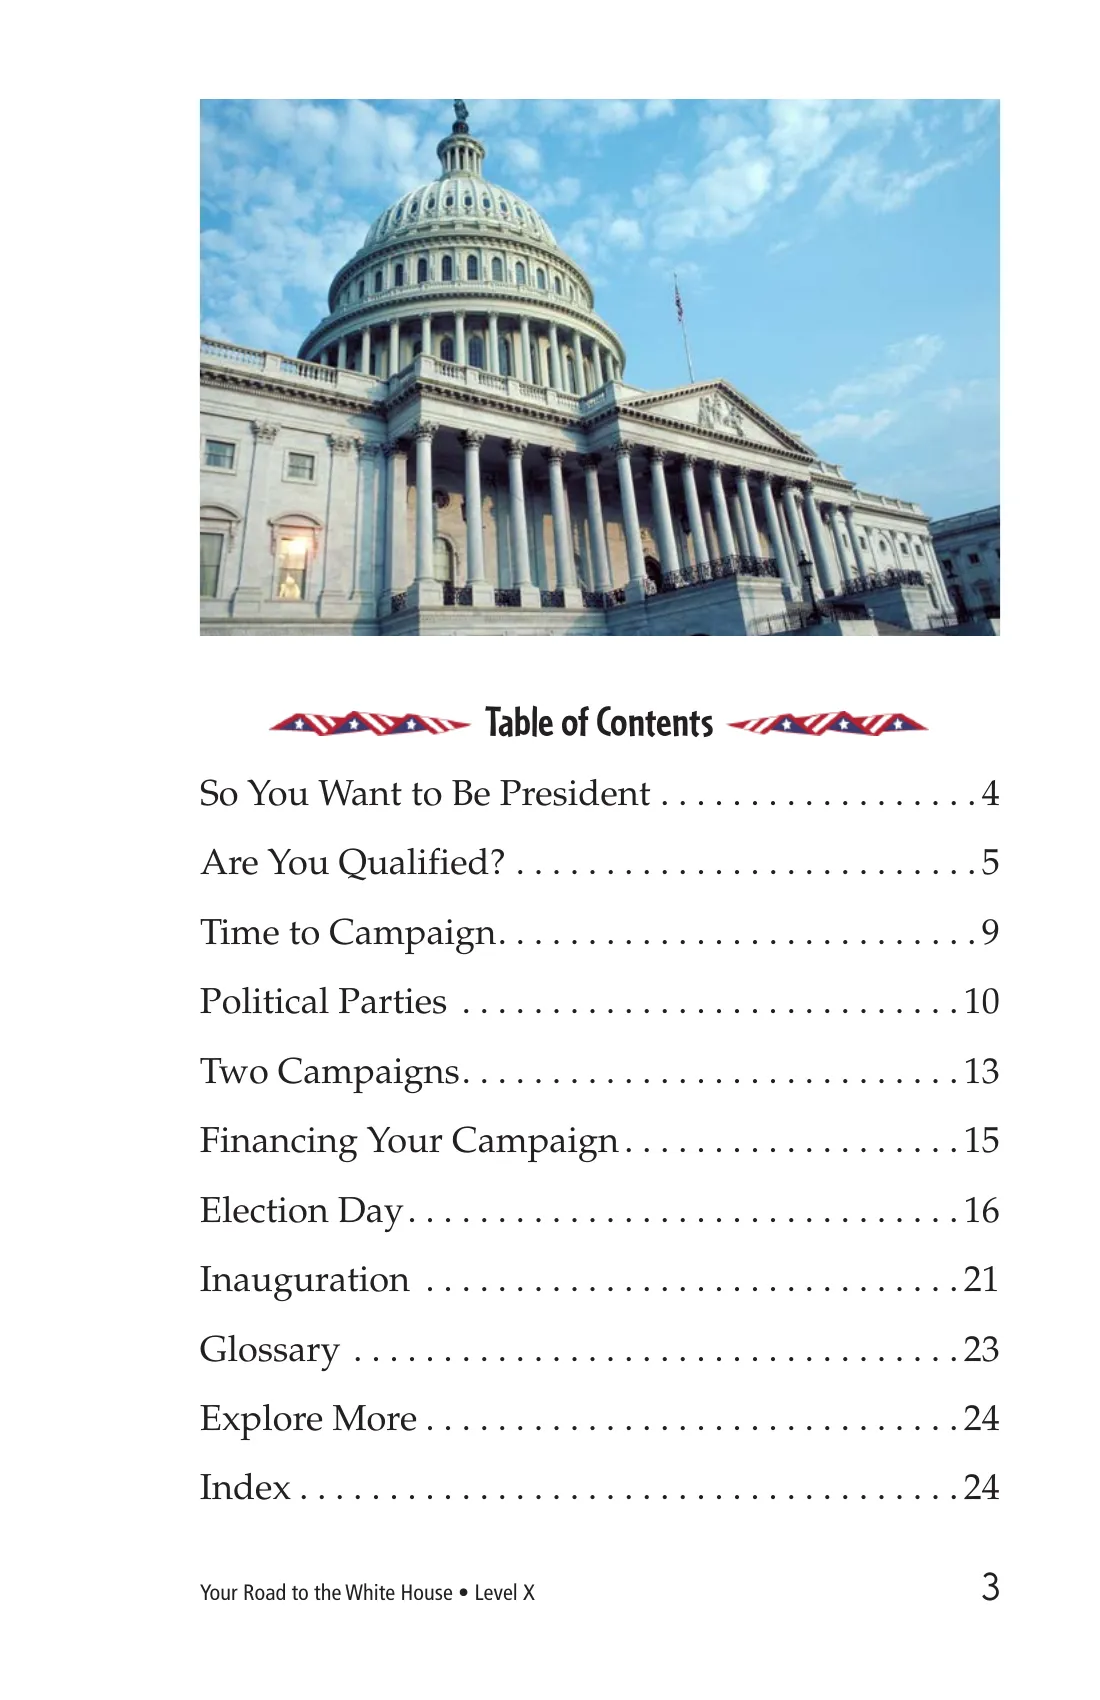 Table of Contents
So You Want to Be President . . . . . . . . . . . . . . . . . . 4
Are You Qualified? . . . . . . . . . . . . . . . . . . . . . . . . . . 5
Time to Campaign. . . . . . . . . . . . . . . . . . . . . . . . . . . 9
Political Parties . . . . . . . . . . . . . . . . . . . . . . . . . . . . 10
Two Campaigns. . . . . . . . . . . . . . . . . . . . . . . . . . . . 13
Financing Your Campaign . . . . . . . . . . . . . . . . . . . 15
Election Day . . . . . . . . . . . . . . . . . . . . . . . . . . . . . . . 16
Inauguration . . . . . . . . . . . . . . . . . . . . . . . . . . . . . . 21
Glossary . . . . . . . . . . . . . . . . . . . . . . . . . . . . . . . . . . 23
Explore More . . . . . . . . . . . . . . . . . . . . . . . . . . . . . . 24
Index . . . . . . . . . . . . . . . . . . . . . . . . . . . . . . . . . . . . . 24
Your Road to the White House • Level X 3